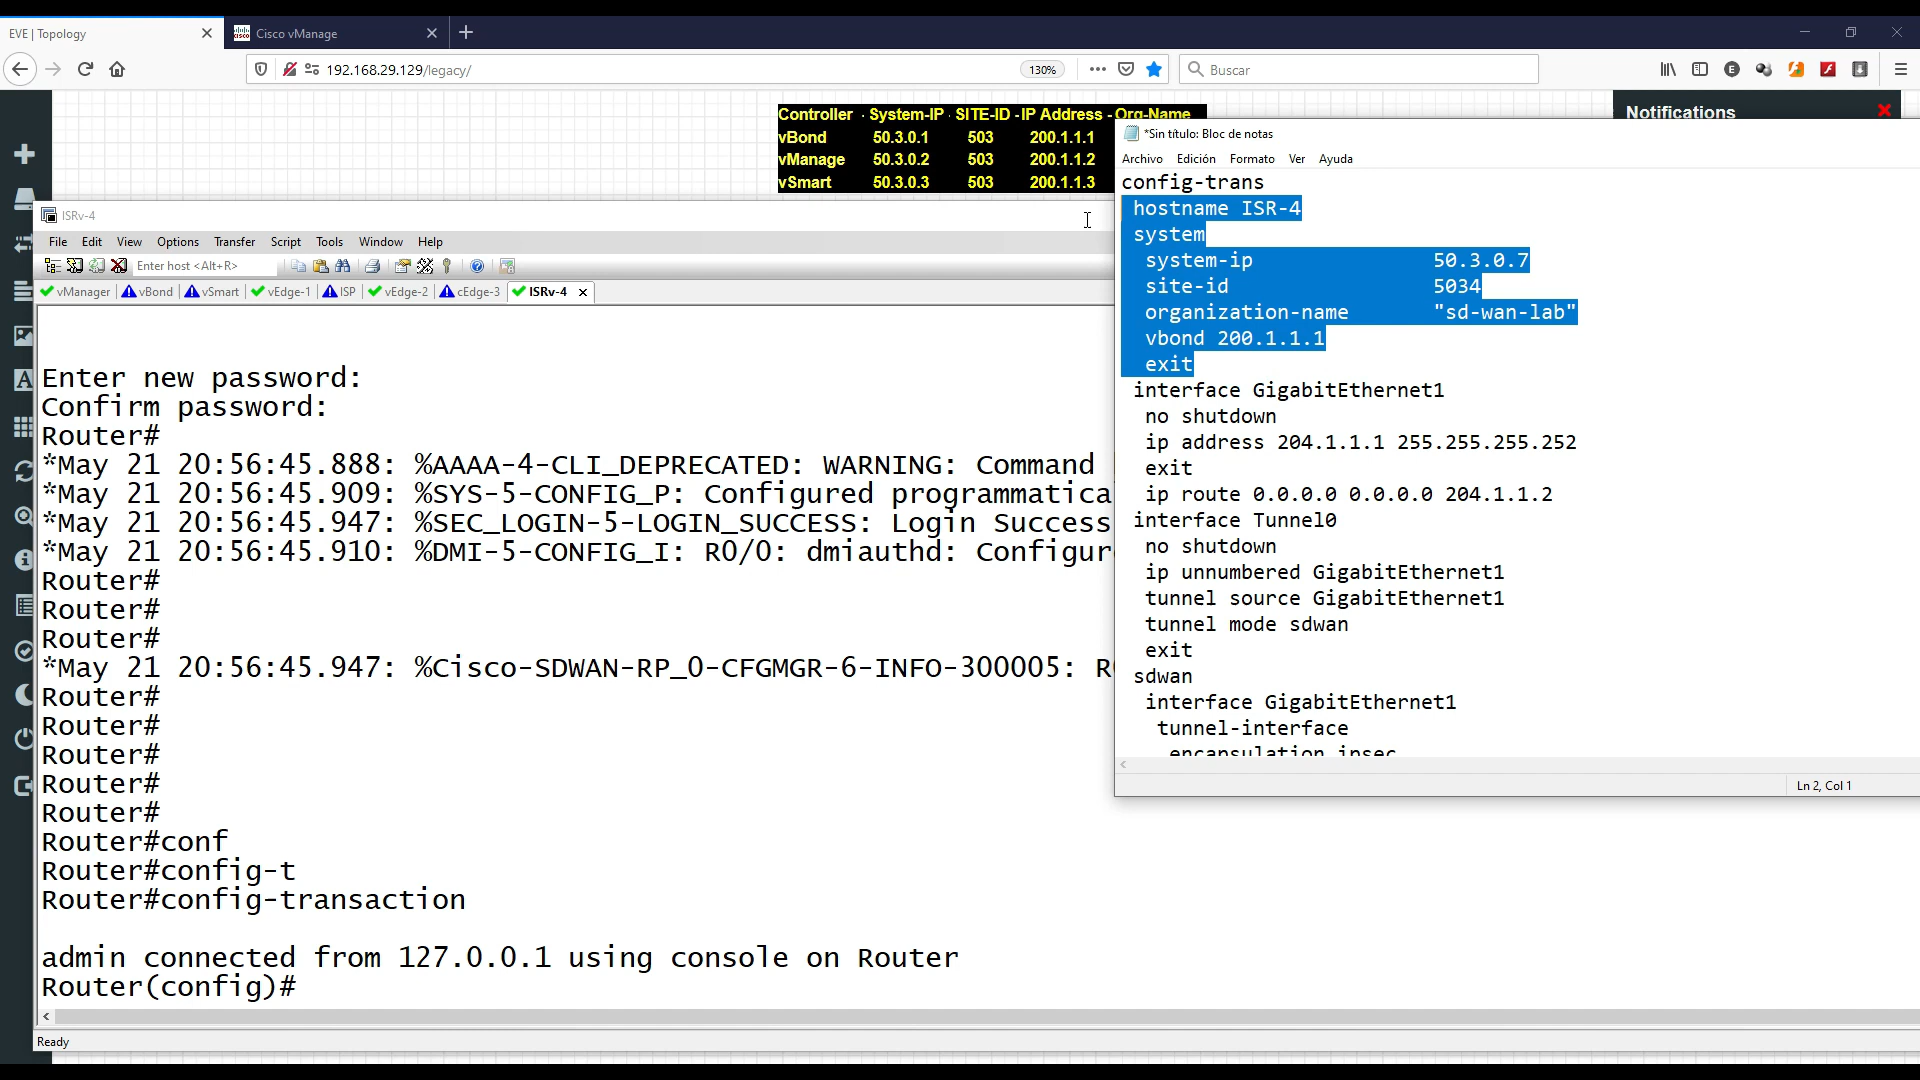 EVE | Topology
Cisco vManage
192.168.29.129/legacy/
130%
Buscar
Controller - System-IP - SITE-ID - IP Address - Org-Name
vBond 50.3.0.1 503 200.1.1.1
vManage 50.3.0.2 503 200.1.1.2
vSmart 50.3.0.3 503 200.1.1.3
Notifications
ISRv-4
File Edit View Options Transfer Script Tools Window Help
Enter host <Alt+R>
vManager vBond vSmart vEdge-1 ISP vEdge-2 cEdge-3 ISRv-4
Enter new password:
Confirm password:
Router#
*May 21 20:56:45.888: %AAAA-4-CLI_DEPRECATED: WARNING: Command
*May 21 20:56:45.909: %SYS-5-CONFIG_P: Configured programmatica
*May 21 20:56:45.947: %SEC_LOGIN-5-LOGIN_SUCCESS: Login Success
*May 21 20:56:45.910: %DMI-5-CONFIG_I: R0/0: dmiauthd: Configur
Router#
Router#
Router#
*May 21 20:56:45.947: %Cisco-SDWAN-RP_0-CFGMGR-6-INFO-300005: R
Router#
Router#
Router#
Router#
Router#
Router#conf
Router#config-t
Router#config-transaction
admin connected from 127.0.0.1 using console on Router
Router(config)#
Ready
*Sin título: Bloc de notas
Archivo Edición Formato Ver Ayuda
config-trans
hostname ISR-4
system
system-ip 50.3.0.7
site-id 5034
organization-name "sd-wan-lab"
vbond 200.1.1.1
exit
interface GigabitEthernet1
no shutdown
ip address 204.1.1.1 255.255.255.252
exit
ip route 0.0.0.0 0.0.0.0 204.1.1.2
interface Tunnel0
no shutdown
ip unnumbered GigabitEthernet1
tunnel source GigabitEthernet1
tunnel mode sdwan
exit
sdwan
interface GigabitEthernet1
tunnel-interface
encapsulation ipsec
Ln 2, Col 1